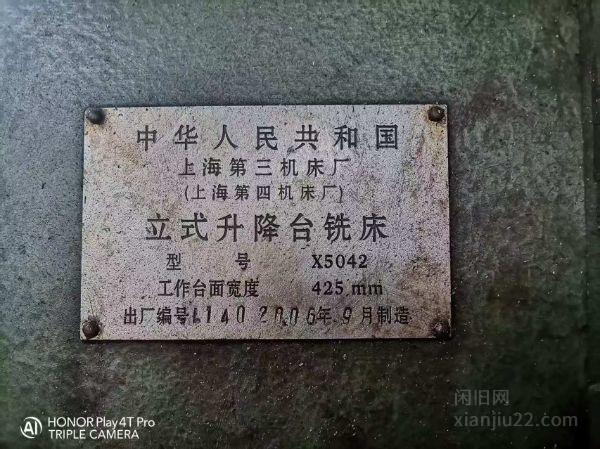 中华人民共和国
上海第三机床厂
(上海第四机床厂)
立式升降台铣床
型 号 X5042
工作台面宽度 425 mm
出厂编号L140 2006年9月制造
闲旧网
xianjiu22.com
HONOR Play4T Pro
TRIPLE CAMERA